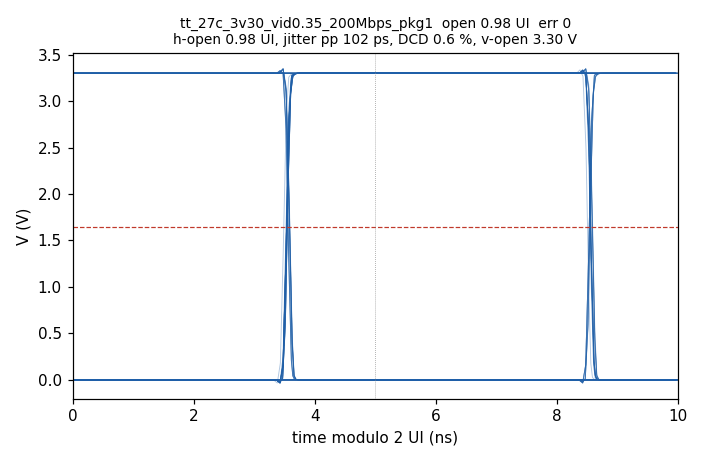 tt_27c_3v30_vid0.35_200Mbps_pkg1  open 0.98 UI  err 0
h-open 0.98 UI, jitter pp 102 ps, DCD 0.6 %, v-open 3.30 V
3.5
3.0
2.5
2.0
1.5
1.0
0.5
0.0
V (V)
0 2 4 6 8 10
time modulo 2 UI (ns)